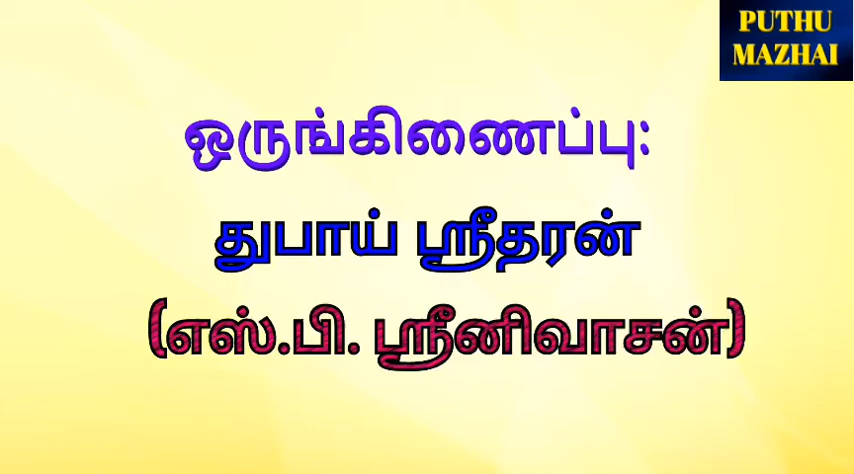 PUTHU
MAZHAI
ஒருங்கிணைப்பு:
துபாய் ஸ்ரீதரன்
(எஸ்.பி. ஸ்ரீனிவாசன்)